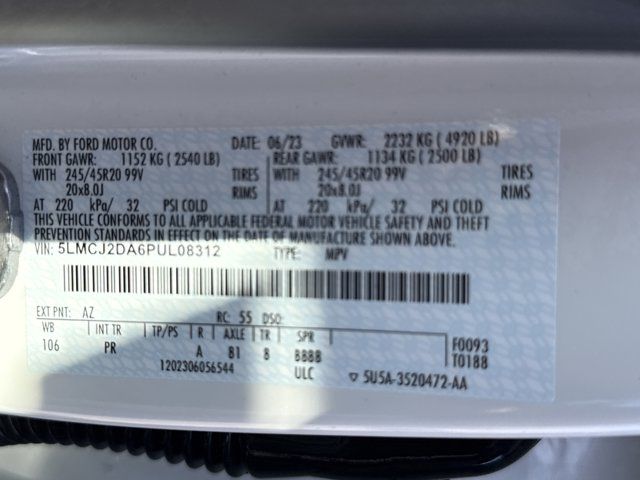 MFD. BY FORD MOTOR CO. DATE: 06/23 GVWR: 2232 KG ( 4920 LB)
FRONT GAWR: 1152 KG ( 2540 LB) REAR GAWR: 1134 KG ( 2500 LB)
WITH 245/45R20 99V TIRES WITH 245/45R20 99V TIRES
20x8.0J RIMS 20x8.0J RIMS
AT 220 kPa/ 32 PSI COLD AT 220 kPa/ 32 PSI COLD
THIS VEHICLE CONFORMS TO ALL APPLICABLE FEDERAL MOTOR VEHICLE SAFETY AND THEFT
PREVENTION STANDARDS IN EFFECT ON THE DATE OF MANUFACTURE SHOWN ABOVE.
VIN: 5LMCJ2DA6PUL08312 TYPE: MPV
EXT PNT: AZ RC: 55 DSO:
WB INT TR TP/PS R AXLE TR SPR F0093
106 PR A B1 8 BBBB T0188
1202306056544 ULC ▽ 5U5A-3520472-AA